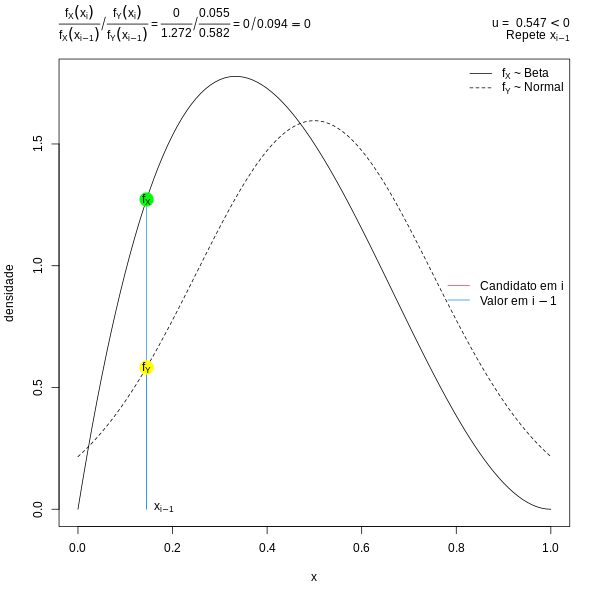 fX(xi) / fX(xi−1) / fY(xi) / fY(xi−1) = 0 / 1.272 / 0.055 / 0.582 = 0/0.094 = 0
u = 0.547 < 0
Repete xi−1
fX ~ Beta
fY ~ Normal
fX
Candidato em i
Valor em i − 1
fY
xi−1
densidade
0.0
0.5
1.0
1.5
0.0 0.2 0.4 0.6 0.8 1.0
x